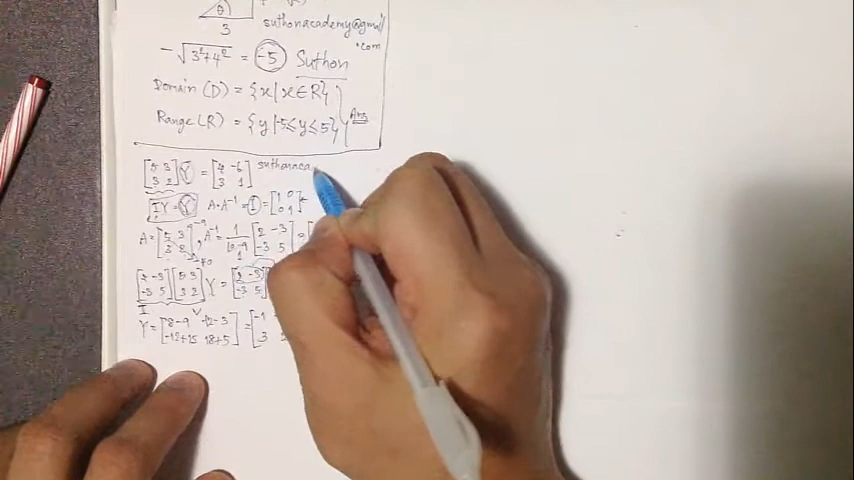 θ
3
suthonacademy@gmail
.com
-√3²+4² = -5 Suthon
Domain (D) = {x | x ∈ R}
Range (R) = {y | -5 ≤ y ≤ 5} Ans
[5 3; 3 2] Y = [4 -6; 3 1] suthonaca
IY = Y A·A⁻¹ = I = [1 0; 0 1]
A = [5 3; 3 2], A⁻¹ = 1/10-9 [2 -3; -3 5]
[2 -3; -3 5] [5 3; 3 2] Y = [2 -3; -3 5]
I
Y = [8-9 -12-3; -12+15 18+5] = [-1; 3